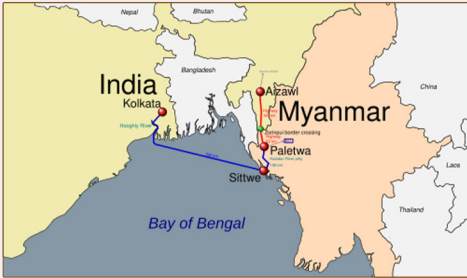 Nepal
Bhutan
India
Kolkata
Bangladesh
Aizawl
Myanmar
China
Hooghly River
Zorinpui border crossing
Paletwa
Sittwe
Laos
Thailand
Bay of Bengal